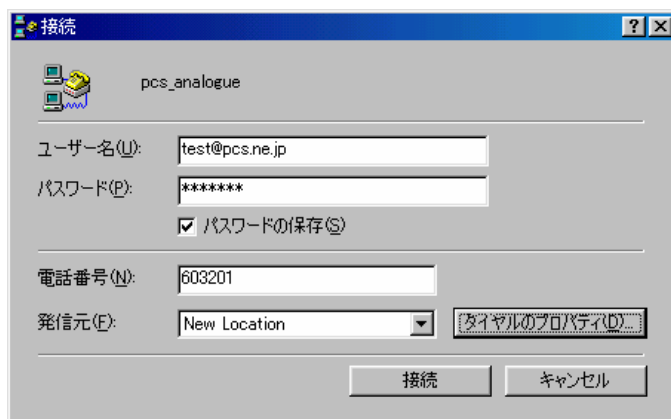 接続
pcs_analogue
ユーザー名(U): test@pcs.ne.jp
パスワード(P): *******
パスワードの保存(S)
電話番号(N): 603201
発信元(F): New Location ダイヤルのプロパティ(D)...
接続 キャンセル